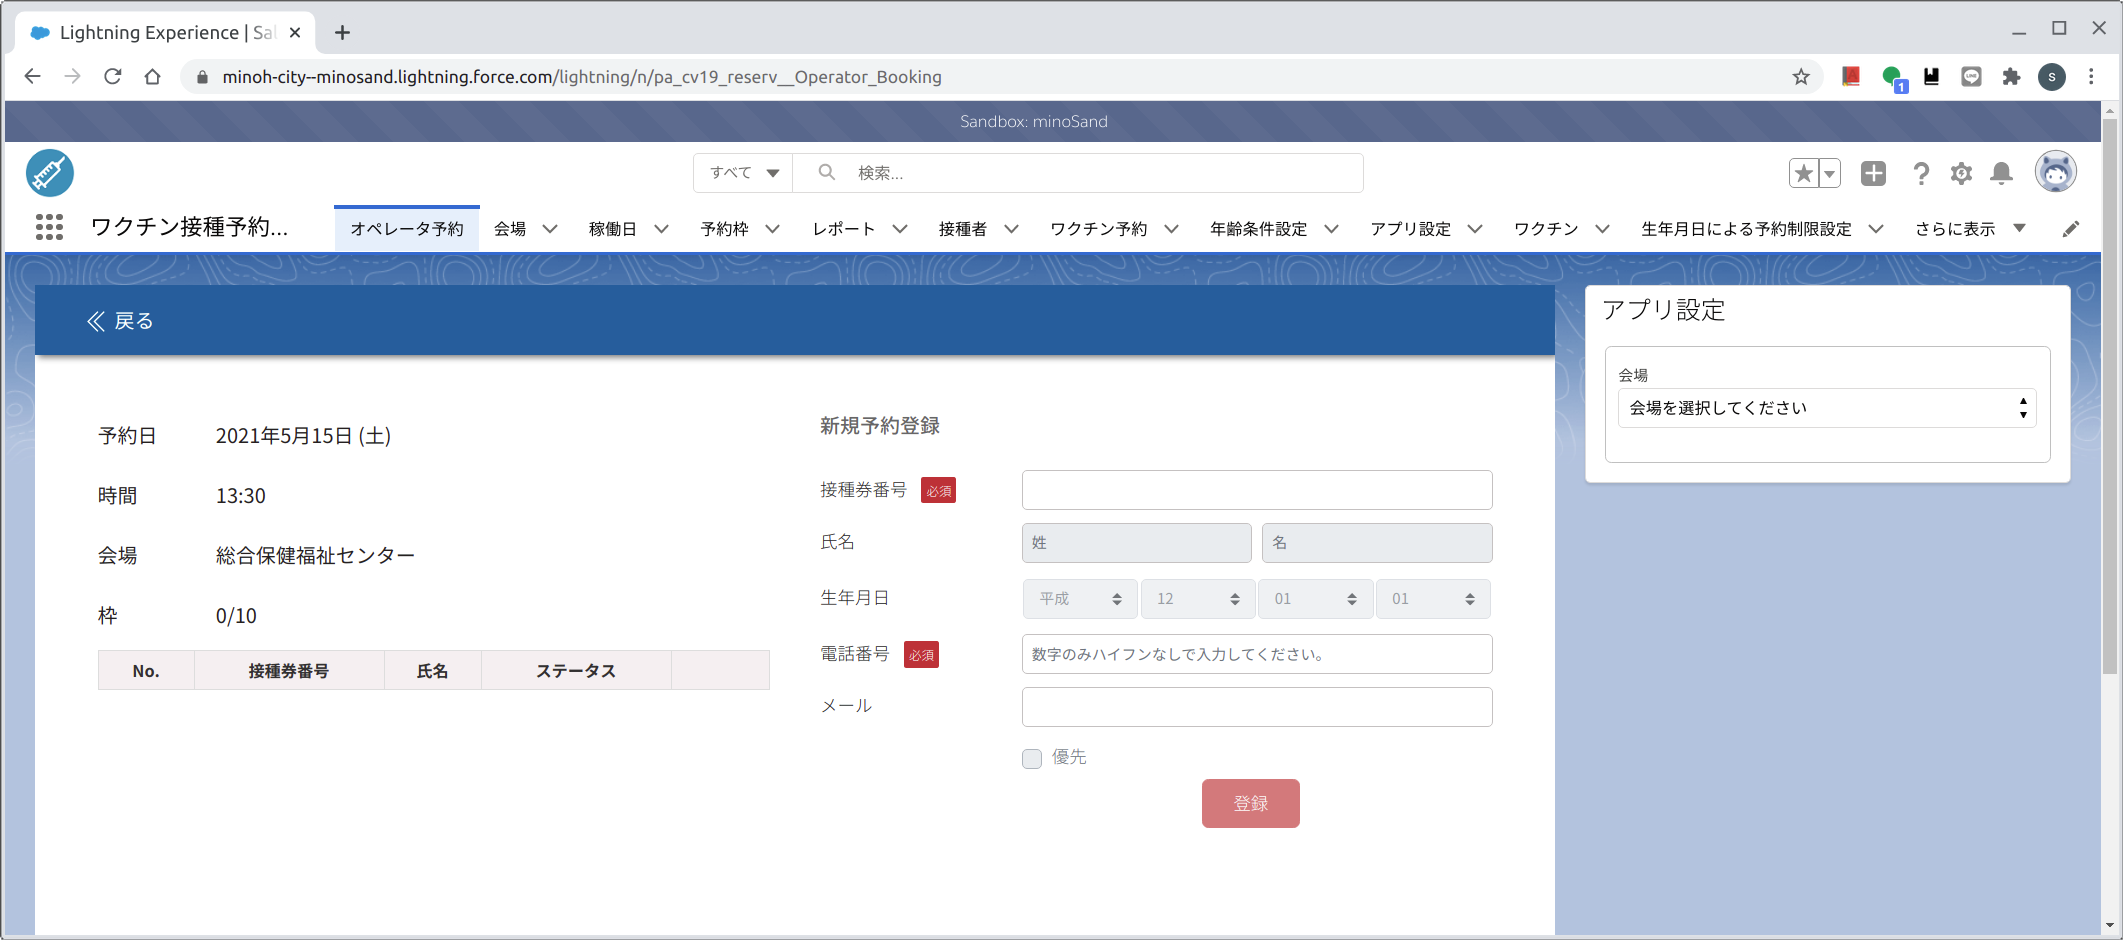 Lightning Experience | Sal
minoh-city--minosand.lightning.force.com/lightning/n/pa_cv19_reserv__Operator_Booking
1
S
Sandbox: minoSand
すべて
検索...
ワクチン接種予約...
オペレータ予約
会場
稼働日
予約枠
レポート
接種者
ワクチン予約
年齢条件設定
アプリ設定
ワクチン
生年月日による予約制限設定
さらに表示
戻る
予約日 2021年5月15日 (土)
時間 13:30
会場 総合保健福祉センター
枠 0/10
No. 接種券番号 氏名 ステータス
新規予約登録
接種券番号 必須
氏名 姓 名
生年月日 平成 12 01 01
電話番号 必須 数字のみハイフンなしで入力してください。
メール
優先
登録
アプリ設定
会場
会場を選択してください